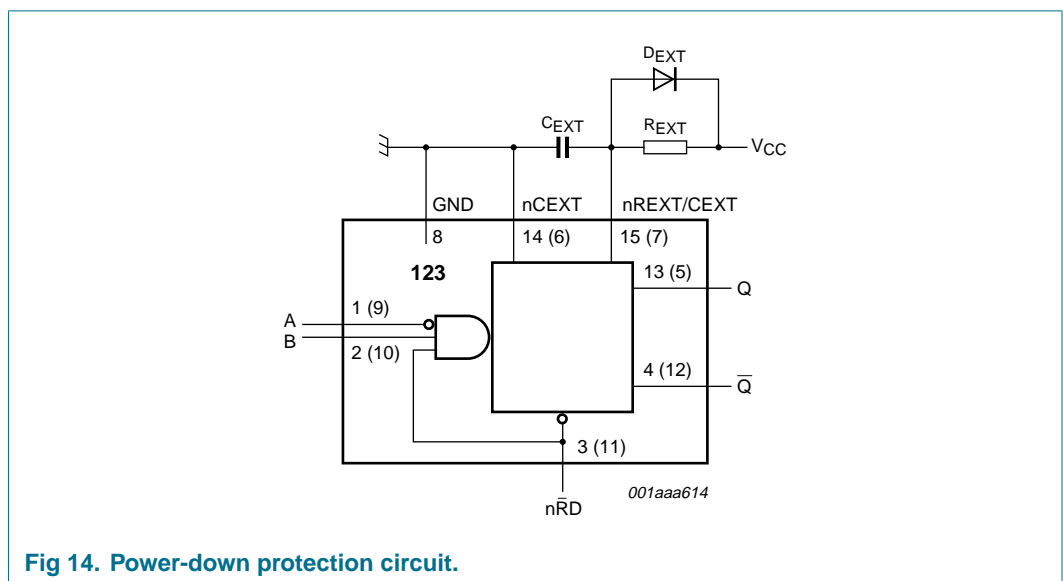 DEXT
CEXT
REXT
VCC
GND
nCEXT
nREXT/CEXT
8
14 (6)
15 (7)
123
13 (5)
Q
1 (9)
A
B
2 (10)
4 (12)
Q̅
3 (11)
001aaa614
nR̅D
Fig 14. Power-down protection circuit.